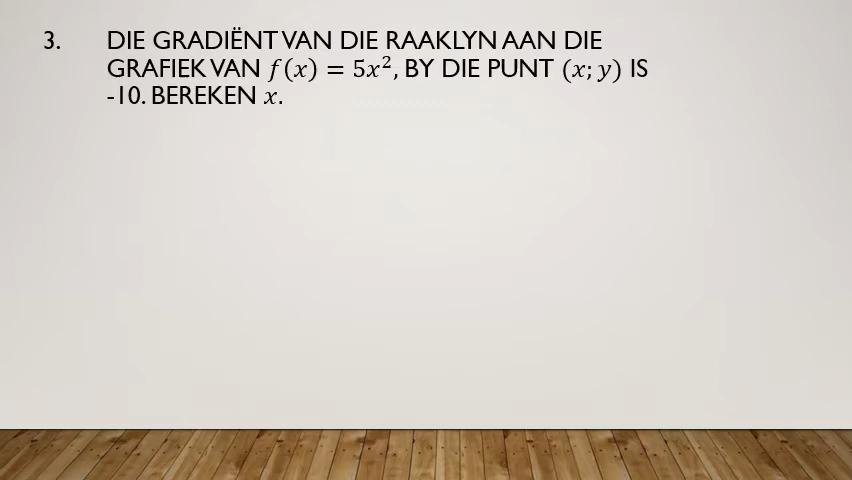 3. DIE GRADIËNT VAN DIE RAAKLYN AAN DIE
GRAFIEK VAN f(x) = 5x², BY DIE PUNT (x; y) IS
-10. BEREKEN x.